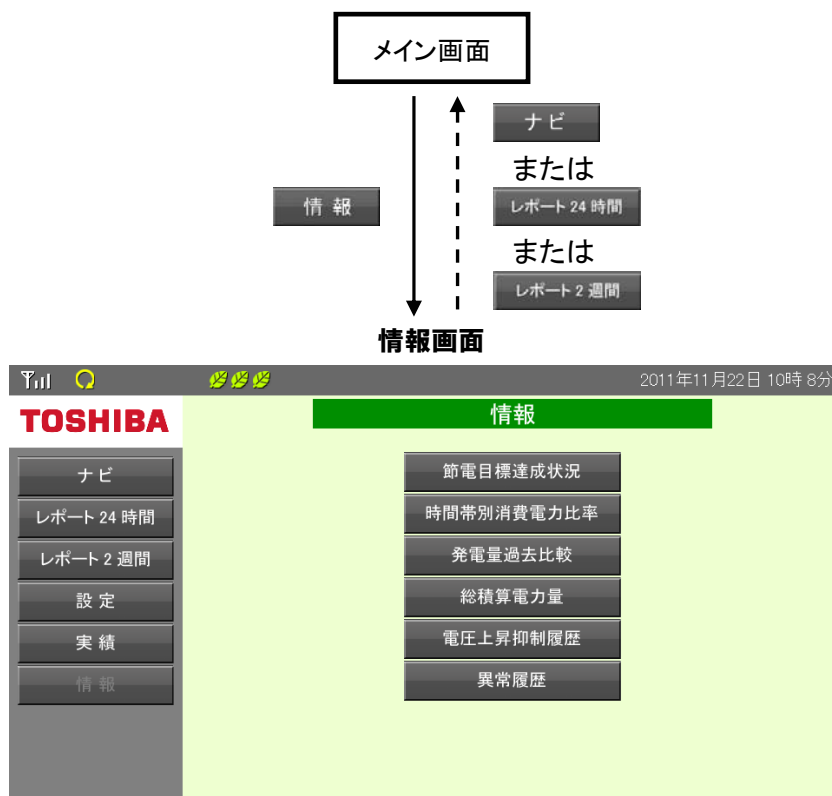 メイン画面
ナビ
または
情報
レポート 24 時間
または
レポート 2 週間
情報画面
2011年11月22日 10時 8分
TOSHIBA
情報
ナビ
レポート 24 時間
レポート 2 週間
設定
実績
情報
節電目標達成状況
時間帯別消費電力比率
発電量過去比較
総積算電力量
電圧上昇抑制履歴
異常履歴